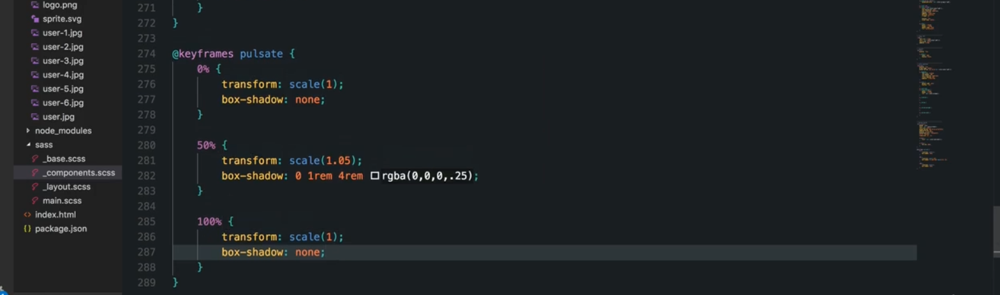 logo.png
sprite.svg
user-1.jpg
user-2.jpg
user-3.jpg
user-4.jpg
user-5.jpg
user-6.jpg
user.jpg
node_modules
sass
_base.scss
_components.scss
_layout.scss
main.scss
index.html
package.json
271 }
272 }
273
274 @keyframes pulsate {
275 0% {
276 transform: scale(1);
277 box-shadow: none;
278 }
279
280 50% {
281 transform: scale(1.05);
282 box-shadow: 0 1rem 4rem rgba(0,0,0,.25);
283 }
284
285 100% {
286 transform: scale(1);
287 box-shadow: none;
288 }
289 }